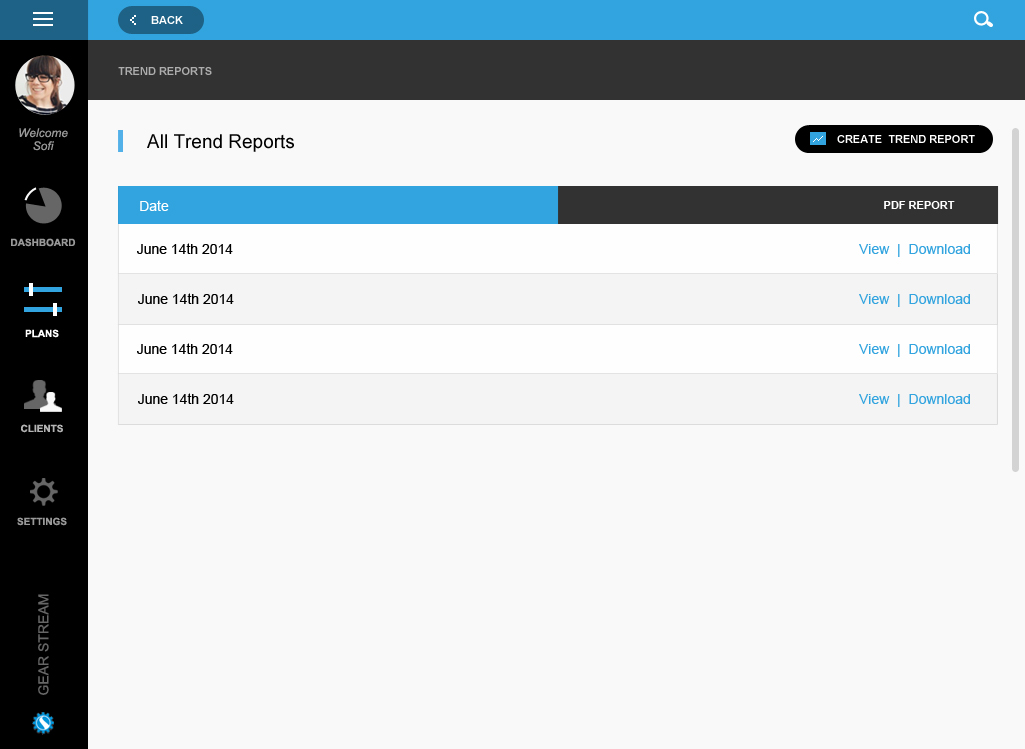 BACK
TREND REPORTS
Welcome
Sofi
DASHBOARD
PLANS
CLIENTS
SETTINGS
GEAR STREAM
All Trend Reports
CREATE TREND REPORT
Date PDF REPORT
June 14th 2014 View | Download
June 14th 2014 View | Download
June 14th 2014 View | Download
June 14th 2014 View | Download